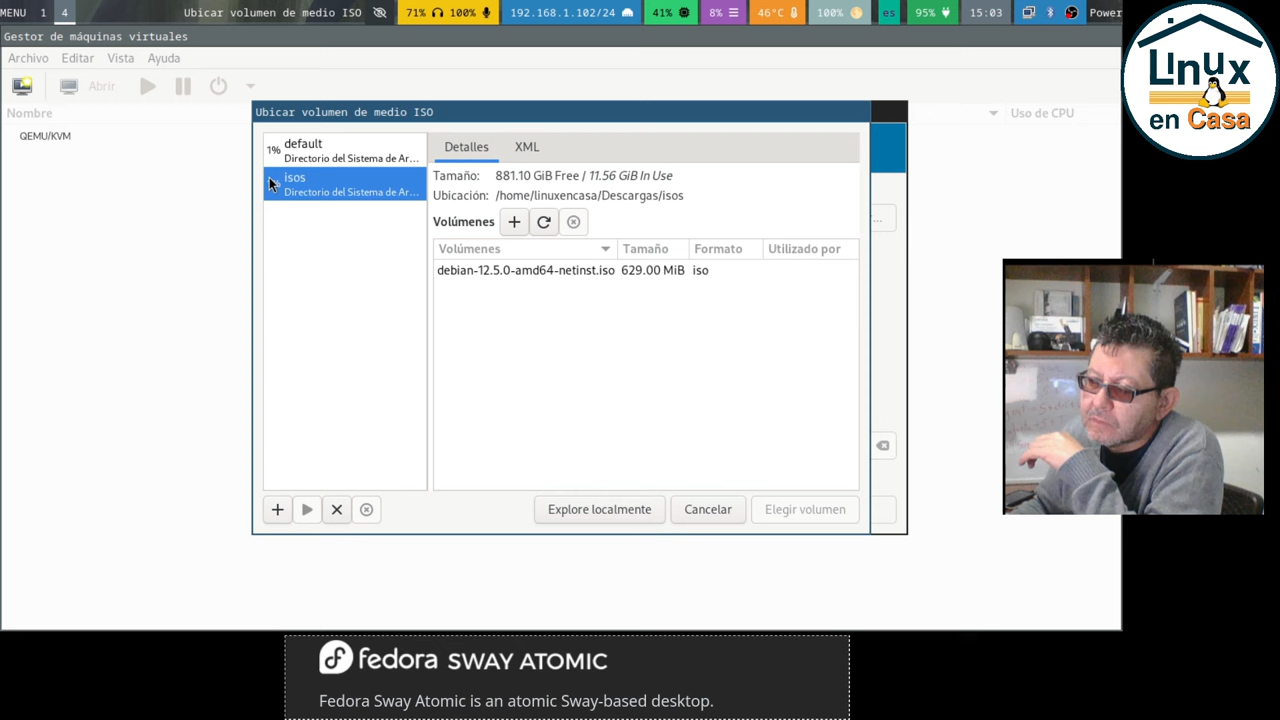 MENU 1 4 Ubicar volumen de medio ISO 71% 100% 192.168.1.102/24 41% 8% 46°C 100% es 95% 15:03 Power
Gestor de máquinas virtuales
Archivo Editar Vista Ayuda
Abrir
Nombre Uso de CPU
QEMU/KVM
Ubicar volumen de medio ISO
1% default
Directorio del Sistema de Ar...
isos
Directorio del Sistema de Ar...
Detalles XML
Tamaño: 881.10 GiB Free / 11.56 GiB In Use
Ubicación: /home/linuxencasa/Descargas/isos
Volúmenes
Volúmenes Tamaño Formato Utilizado por
debian-12.5.0-amd64-netinst.iso 629.00 MiB iso
Explore localmente Cancelar Elegir volumen
...
Linux
en Casa
fedora SWAY ATOMIC
Fedora Sway Atomic is an atomic Sway-based desktop.